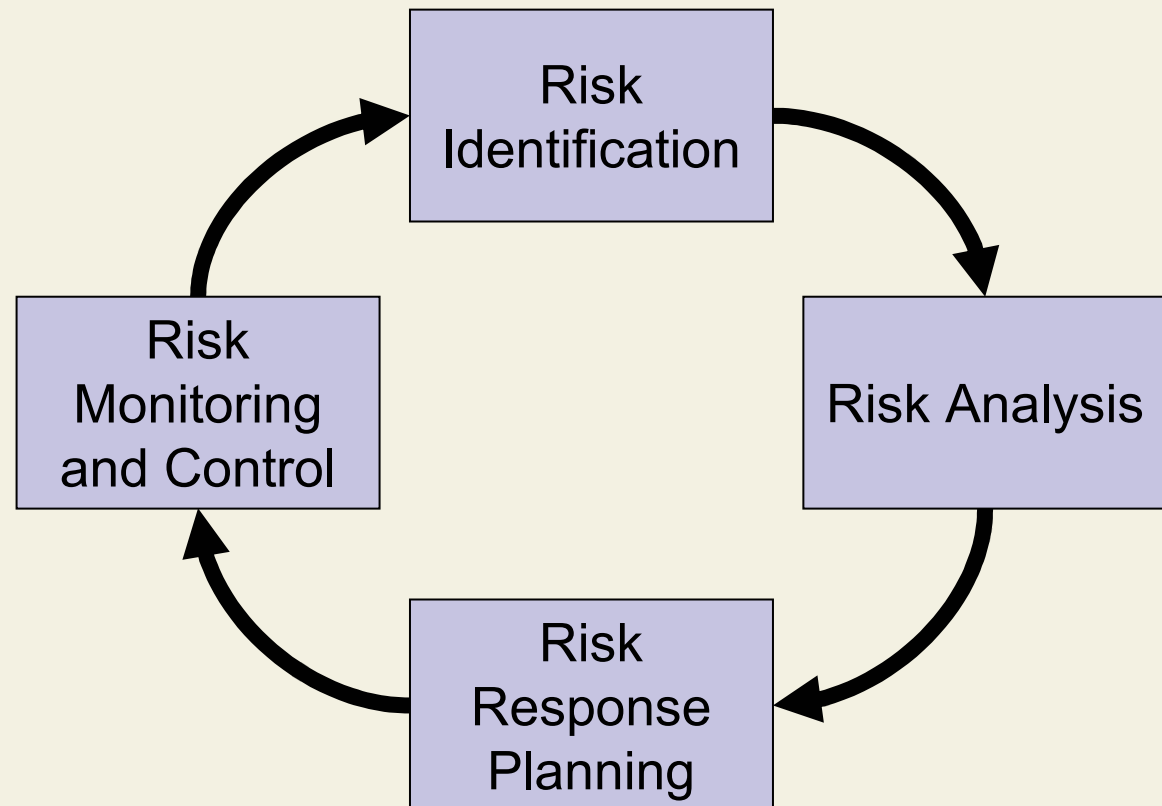 Risk
Identification
Risk Analysis
Risk
Response
Planning
Risk
Monitoring
and Control